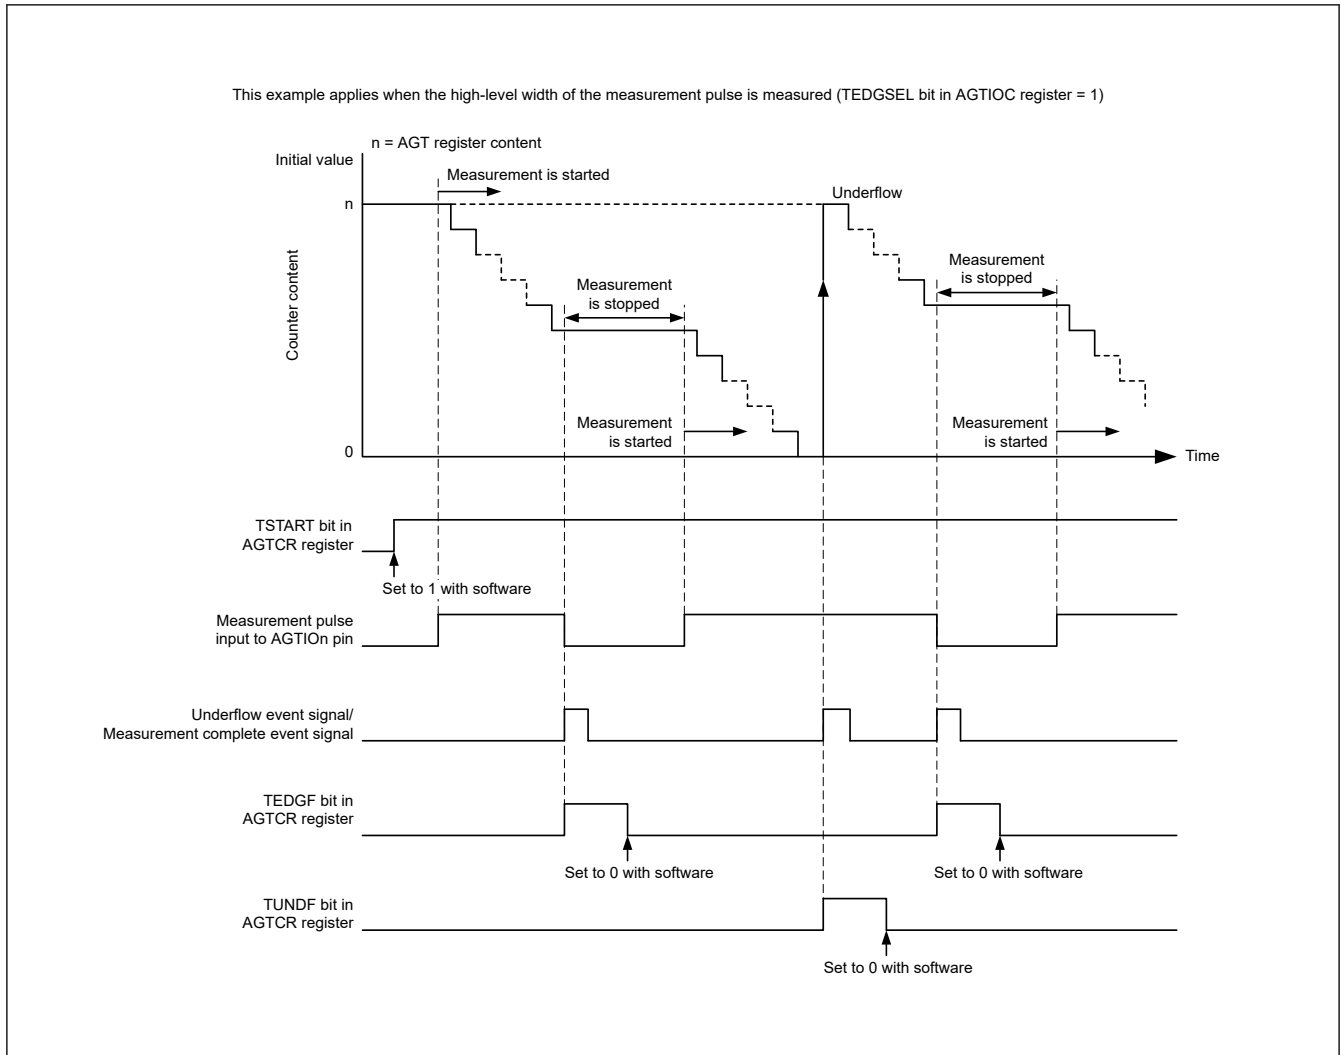 This example applies when the high-level width of the measurement pulse is measured (TEDGSEL bit in AGTIOC register = 1)
n = AGT register content
Initial value
Measurement is started
n
Underflow
Counter content
Measurement
is stopped
Measurement
is stopped
Measurement
is started
Measurement
is started
0
Time
TSTART bit in
AGTCR register
Set to 1 with software
Measurement pulse
input to AGTIOn pin
Underflow event signal/
Measurement complete event signal
TEDGF bit in
AGTCR register
Set to 0 with software
Set to 0 with software
TUNDF bit in
AGTCR register
Set to 0 with software